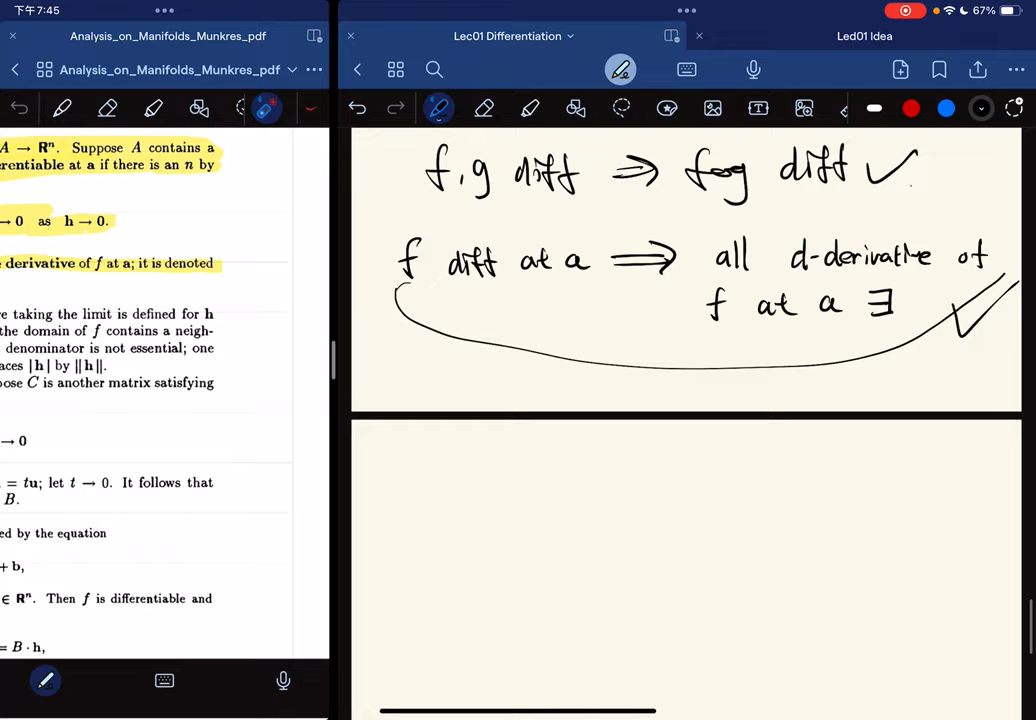 下午7:45
67%
Analysis_on_Manifolds_Munkres_pdf
Lec01 Differentiation
Led01 Idea
Analysis_on_Manifolds_Munkres_pdf
A → Rⁿ. Suppose A contains a
erentiable at a if there is an n by
→ 0 as h → 0.
e derivative of f at a; it is denoted
re taking the limit is defined for h
the domain of f contains a neigh-
denominator is not essential; one
aces |h| by ||h||.
pose C is another matrix satisfying
→ 0
= tu; let t → 0. It follows that
B.
ed by the equation
+ b,
∈ Rⁿ. Then f is differentiable and
= B · h,
f,g diff ⇒ f∘g diff ✓
f diff at a ⟹ all d-derivative of
f at a ∃ ✓